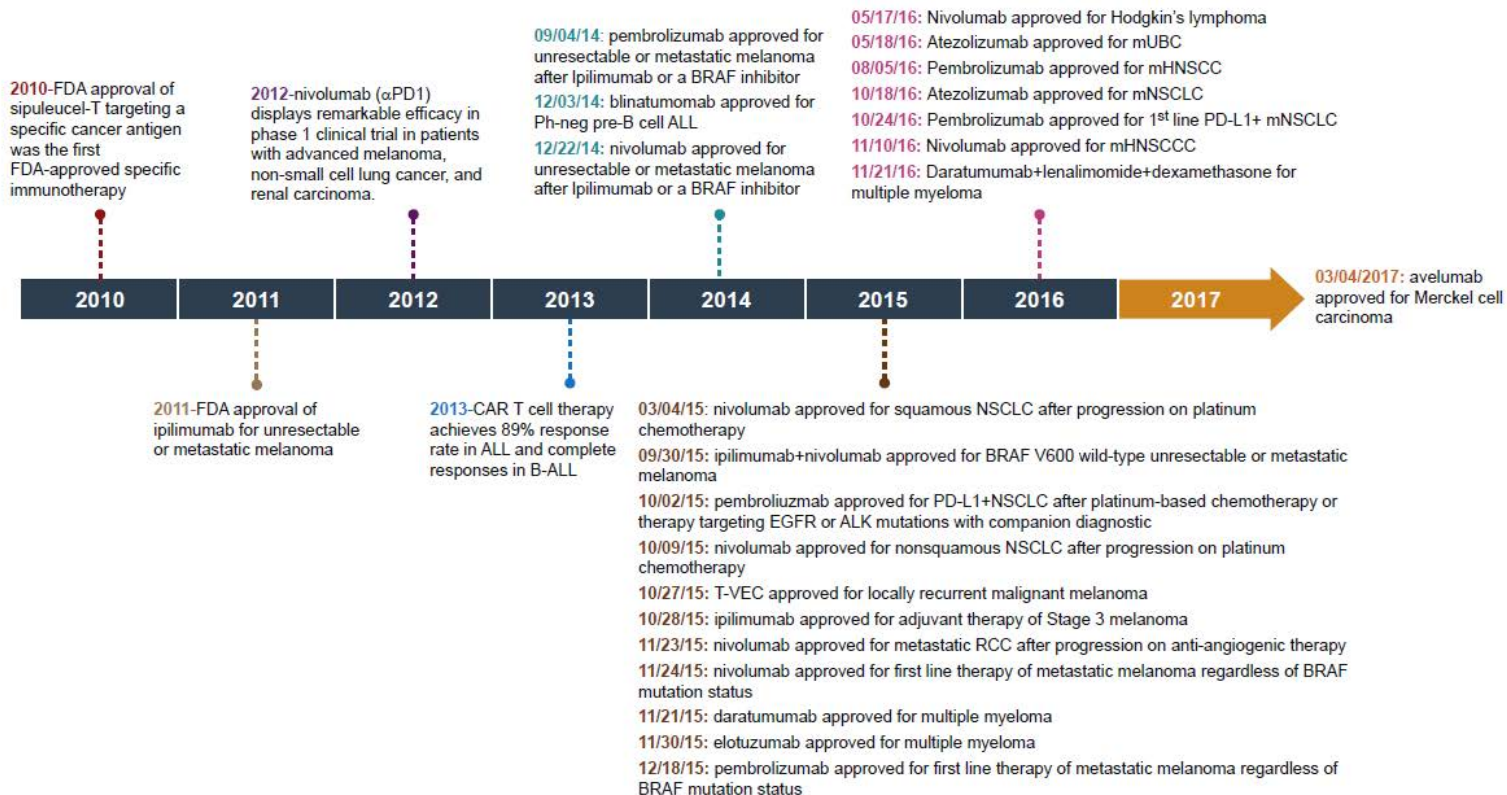 2010-FDA approval of
sipuleucel-T targeting a
specific cancer antigen
was the first
FDA-approved specific
immunotherapy
2012-nivolumab (αPD1)
displays remarkable efficacy in
phase 1 clinical trial in patients
with advanced melanoma,
non-small cell lung cancer, and
renal carcinoma.
09/04/14: pembrolizumab approved for
unresectable or metastatic melanoma
after Ipilimumab or a BRAF inhibitor
12/03/14: blinatumomab approved for
Ph-neg pre-B cell ALL
12/22/14: nivolumab approved for
unresectable or metastatic melanoma
after Ipilimumab or a BRAF inhibitor
05/17/16: Nivolumab approved for Hodgkin's lymphoma
05/18/16: Atezolizumab approved for mUBC
08/05/16: Pembrolizumab approved for mHNSCC
10/18/16: Atezolizumab approved for mNSCLC
10/24/16: Pembrolizumab approved for 1st line PD-L1+ mNSCLC
11/10/16: Nivolumab approved for mHNSCCC
11/21/16: Daratumumab+lenalimomide+dexamethasone for
multiple myeloma
2010 2011 2012 2013 2014 2015 2016 2017
03/04/2017: avelumab
approved for Merckel cell
carcinoma
2011-FDA approval of
ipilimumab for unresectable
or metastatic melanoma
2013-CAR T cell therapy
achieves 89% response
rate in ALL and complete
responses in B-ALL
03/04/15: nivolumab approved for squamous NSCLC after progression on platinum
chemotherapy
09/30/15: ipilimumab+nivolumab approved for BRAF V600 wild-type unresectable or metastatic
melanoma
10/02/15: pembroliuzmab approved for PD-L1+NSCLC after platinum-based chemotherapy or
therapy targeting EGFR or ALK mutations with companion diagnostic
10/09/15: nivolumab approved for nonsquamous NSCLC after progression on platinum
chemotherapy
10/27/15: T-VEC approved for locally recurrent malignant melanoma
10/28/15: ipilimumab approved for adjuvant therapy of Stage 3 melanoma
11/23/15: nivolumab approved for metastatic RCC after progression on anti-angiogenic therapy
11/24/15: nivolumab approved for first line therapy of metastatic melanoma regardless of BRAF
mutation status
11/21/15: daratumumab approved for multiple myeloma
11/30/15: elotuzumab approved for multiple myeloma
12/18/15: pembrolizumab approved for first line therapy of metastatic melanoma regardless of
BRAF mutation status